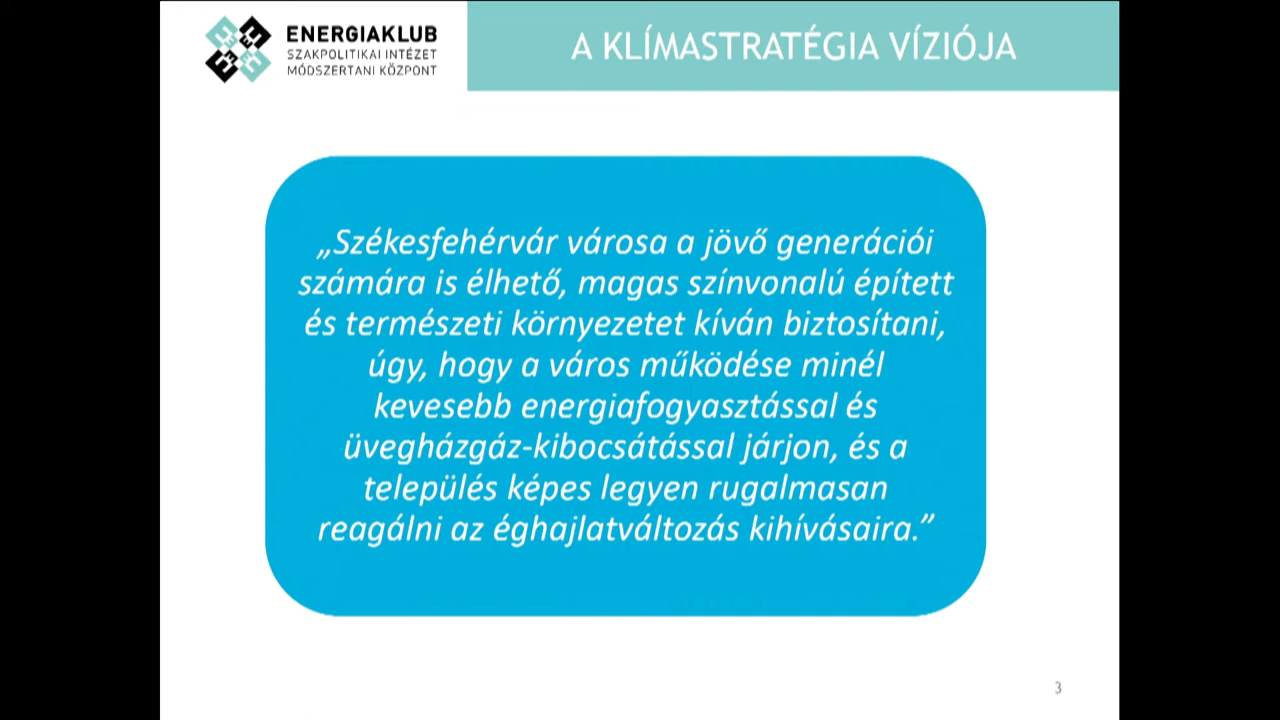 ENERGIAKLUB
SZAKPOLITIKAI INTÉZET
MÓDSZERTANI KÖZPONT
A KLÍMASTRATÉGIA VÍZIÓJA
„Székesfehérvár városa a jövő generációi
számára is élhető, magas színvonalú épített
és természeti környezetet kíván biztosítani,
úgy, hogy a város működése minél
kevesebb energiafogyasztással és
üvegházgáz-kibocsátással járjon, és a
település képes legyen rugalmasan
reagálni az éghajlatváltozás kihívásaira.”
3